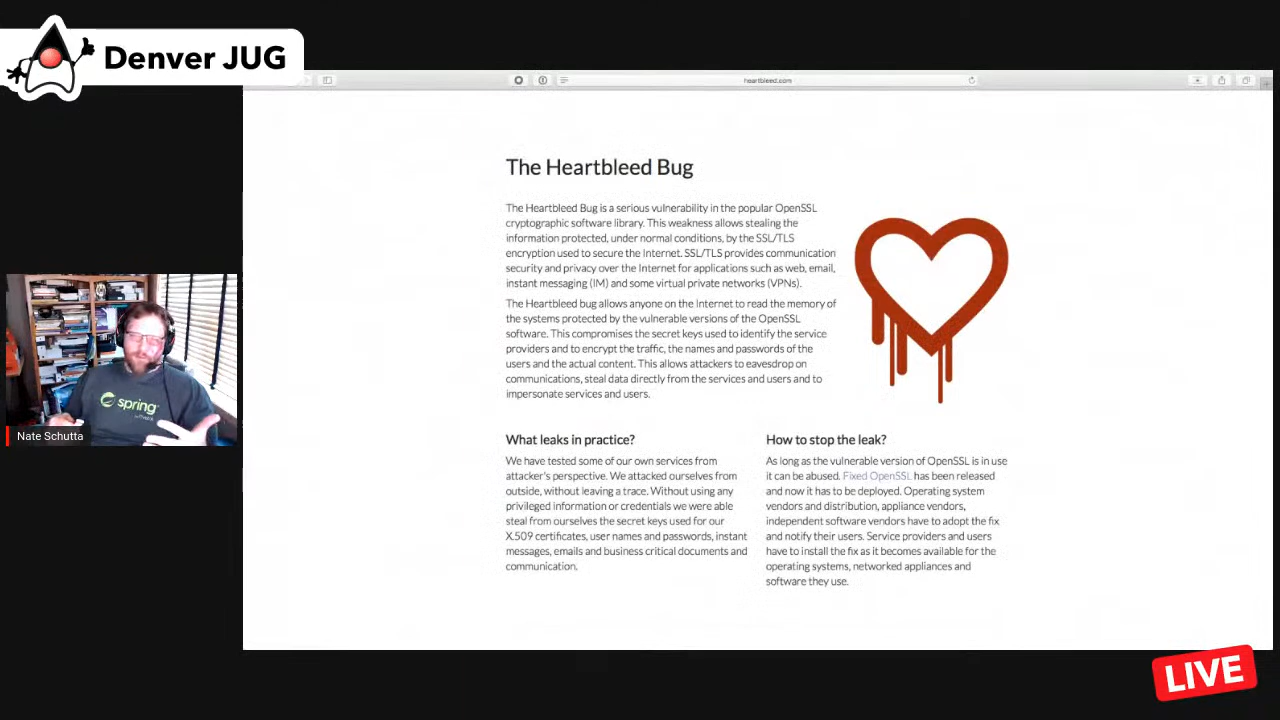 Denver JUG
heartbleed.com
The Heartbleed Bug
The Heartbleed Bug is a serious vulnerability in the popular OpenSSL
cryptographic software library. This weakness allows stealing the
information protected, under normal conditions, by the SSL/TLS
encryption used to secure the Internet. SSL/TLS provides communication
security and privacy over the Internet for applications such as web, email,
instant messaging (IM) and some virtual private networks (VPNs).
The Heartbleed bug allows anyone on the Internet to read the memory of
the systems protected by the vulnerable versions of the OpenSSL
software. This compromises the secret keys used to identify the service
providers and to encrypt the traffic, the names and passwords of the
users and the actual content. This allows attackers to eavesdrop on
communications, steal data directly from the services and users and to
impersonate services and users.
What leaks in practice?
We have tested some of our own services from
attacker's perspective. We attacked ourselves from
outside, without leaving a trace. Without using any
privileged information or credentials we were able
steal from ourselves the secret keys used for our
X.509 certificates, user names and passwords, instant
messages, emails and business critical documents and
communication.
How to stop the leak?
As long as the vulnerable version of OpenSSL is in use
it can be abused. Fixed OpenSSL has been released
and now it has to be deployed. Operating system
vendors and distribution, appliance vendors,
independent software vendors have to adopt the fix
and notify their users. Service providers and users
have to install the fix as it becomes available for the
operating systems, networked appliances and
software they use.
spring
Nate Schutta
LIVE